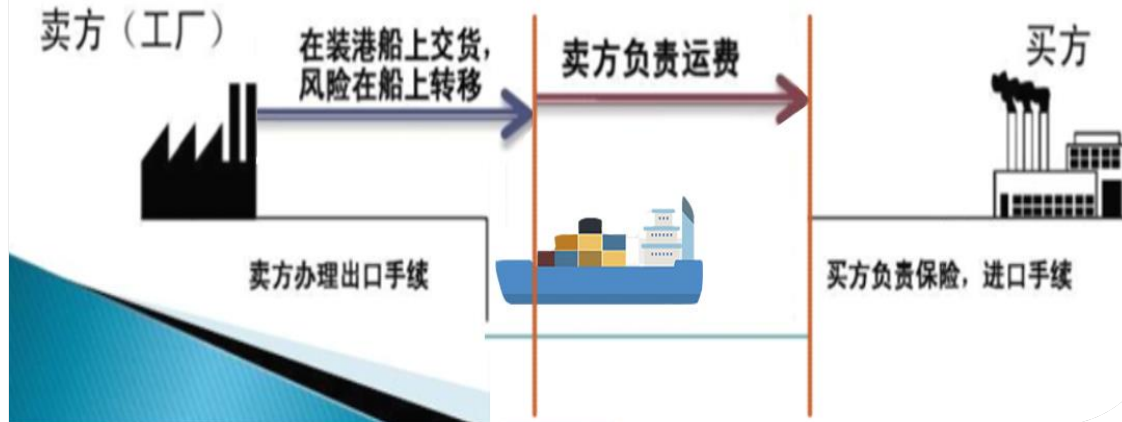 卖方（工厂）
在装港船上交货，
风险在船上转移
卖方负责运费
买方
卖方办理出口手续
买方负责保险，进口手续